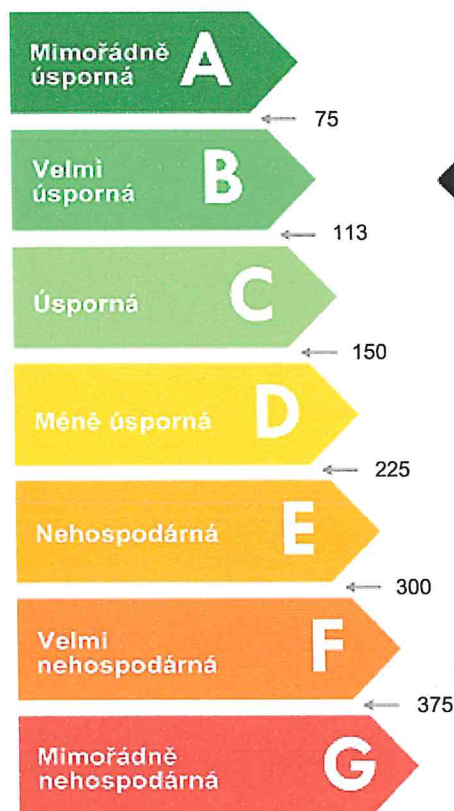 Mimořádně
úsporná
A
75
Velmi
úsporná
B
113
Úsporná
C
150
Méně úsporná
D
225
Nehospodárná
E
300
Velmi
nehospodárná
F
375
Mimořádně
nehospodárná
G